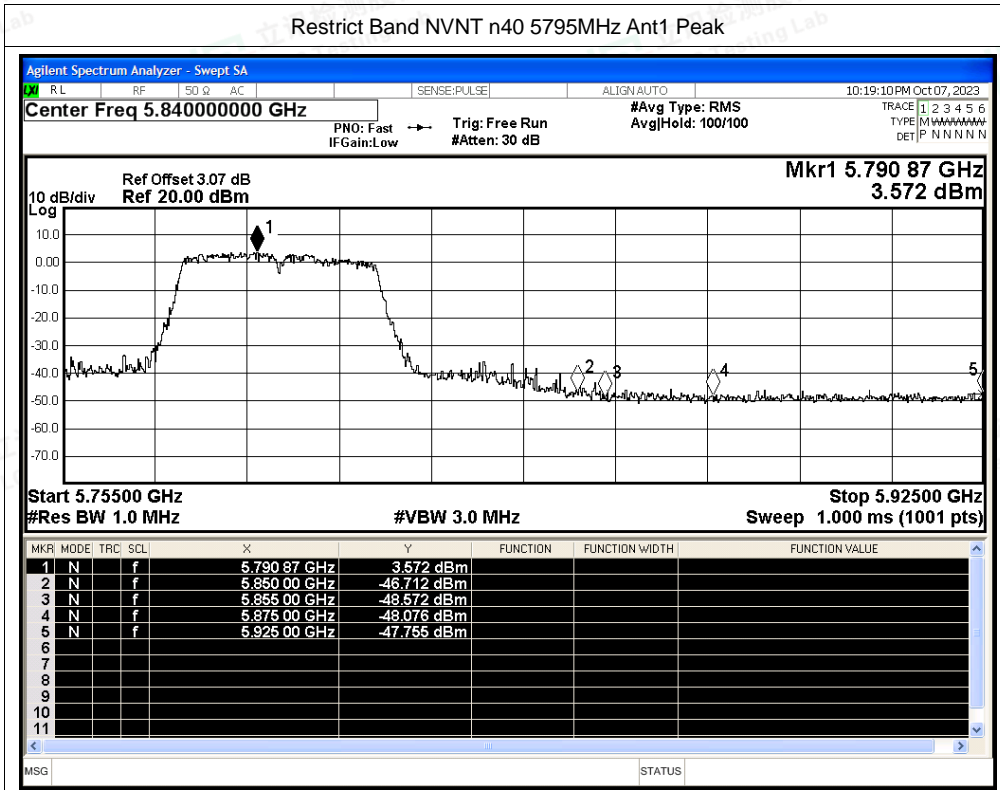 Restrict Band NVNT n40 5795MHz Ant1 Peak
Agilent Spectrum Analyzer - Swept SA
LXI RL RF 50 Ω AC SENSE:PULSE ALIGN AUTO 10:19:10 PM Oct 07, 2023
Center Freq 5.840000000 GHz #Avg Type: RMS TRACE 1 2 3 4 5 6
PNO: Fast Trig: Free Run Avg|Hold: 100/100 TYPE M WWWWW
IFGain:Low #Atten: 30 dB DET P N N N N N
Mkr1 5.790 87 GHz
Ref Offset 3.07 dB
10 dB/div Ref 20.00 dBm 3.572 dBm
Log
10.0
0.00
-10.0
-20.0
-30.0
-40.0
-50.0
-60.0
-70.0
1
2
3
4
5
Start 5.75500 GHz Stop 5.92500 GHz
#Res BW 1.0 MHz #VBW 3.0 MHz Sweep 1.000 ms (1001 pts)
MKR MODE TRC SCL X Y FUNCTION FUNCTION WIDTH FUNCTION VALUE
1 N f 5.790 87 GHz 3.572 dBm
2 N f 5.850 00 GHz -46.712 dBm
3 N f 5.855 00 GHz -48.572 dBm
4 N f 5.875 00 GHz -48.076 dBm
5 N f 5.925 00 GHz -47.755 dBm
6
7
8
9
10
11
MSG STATUS